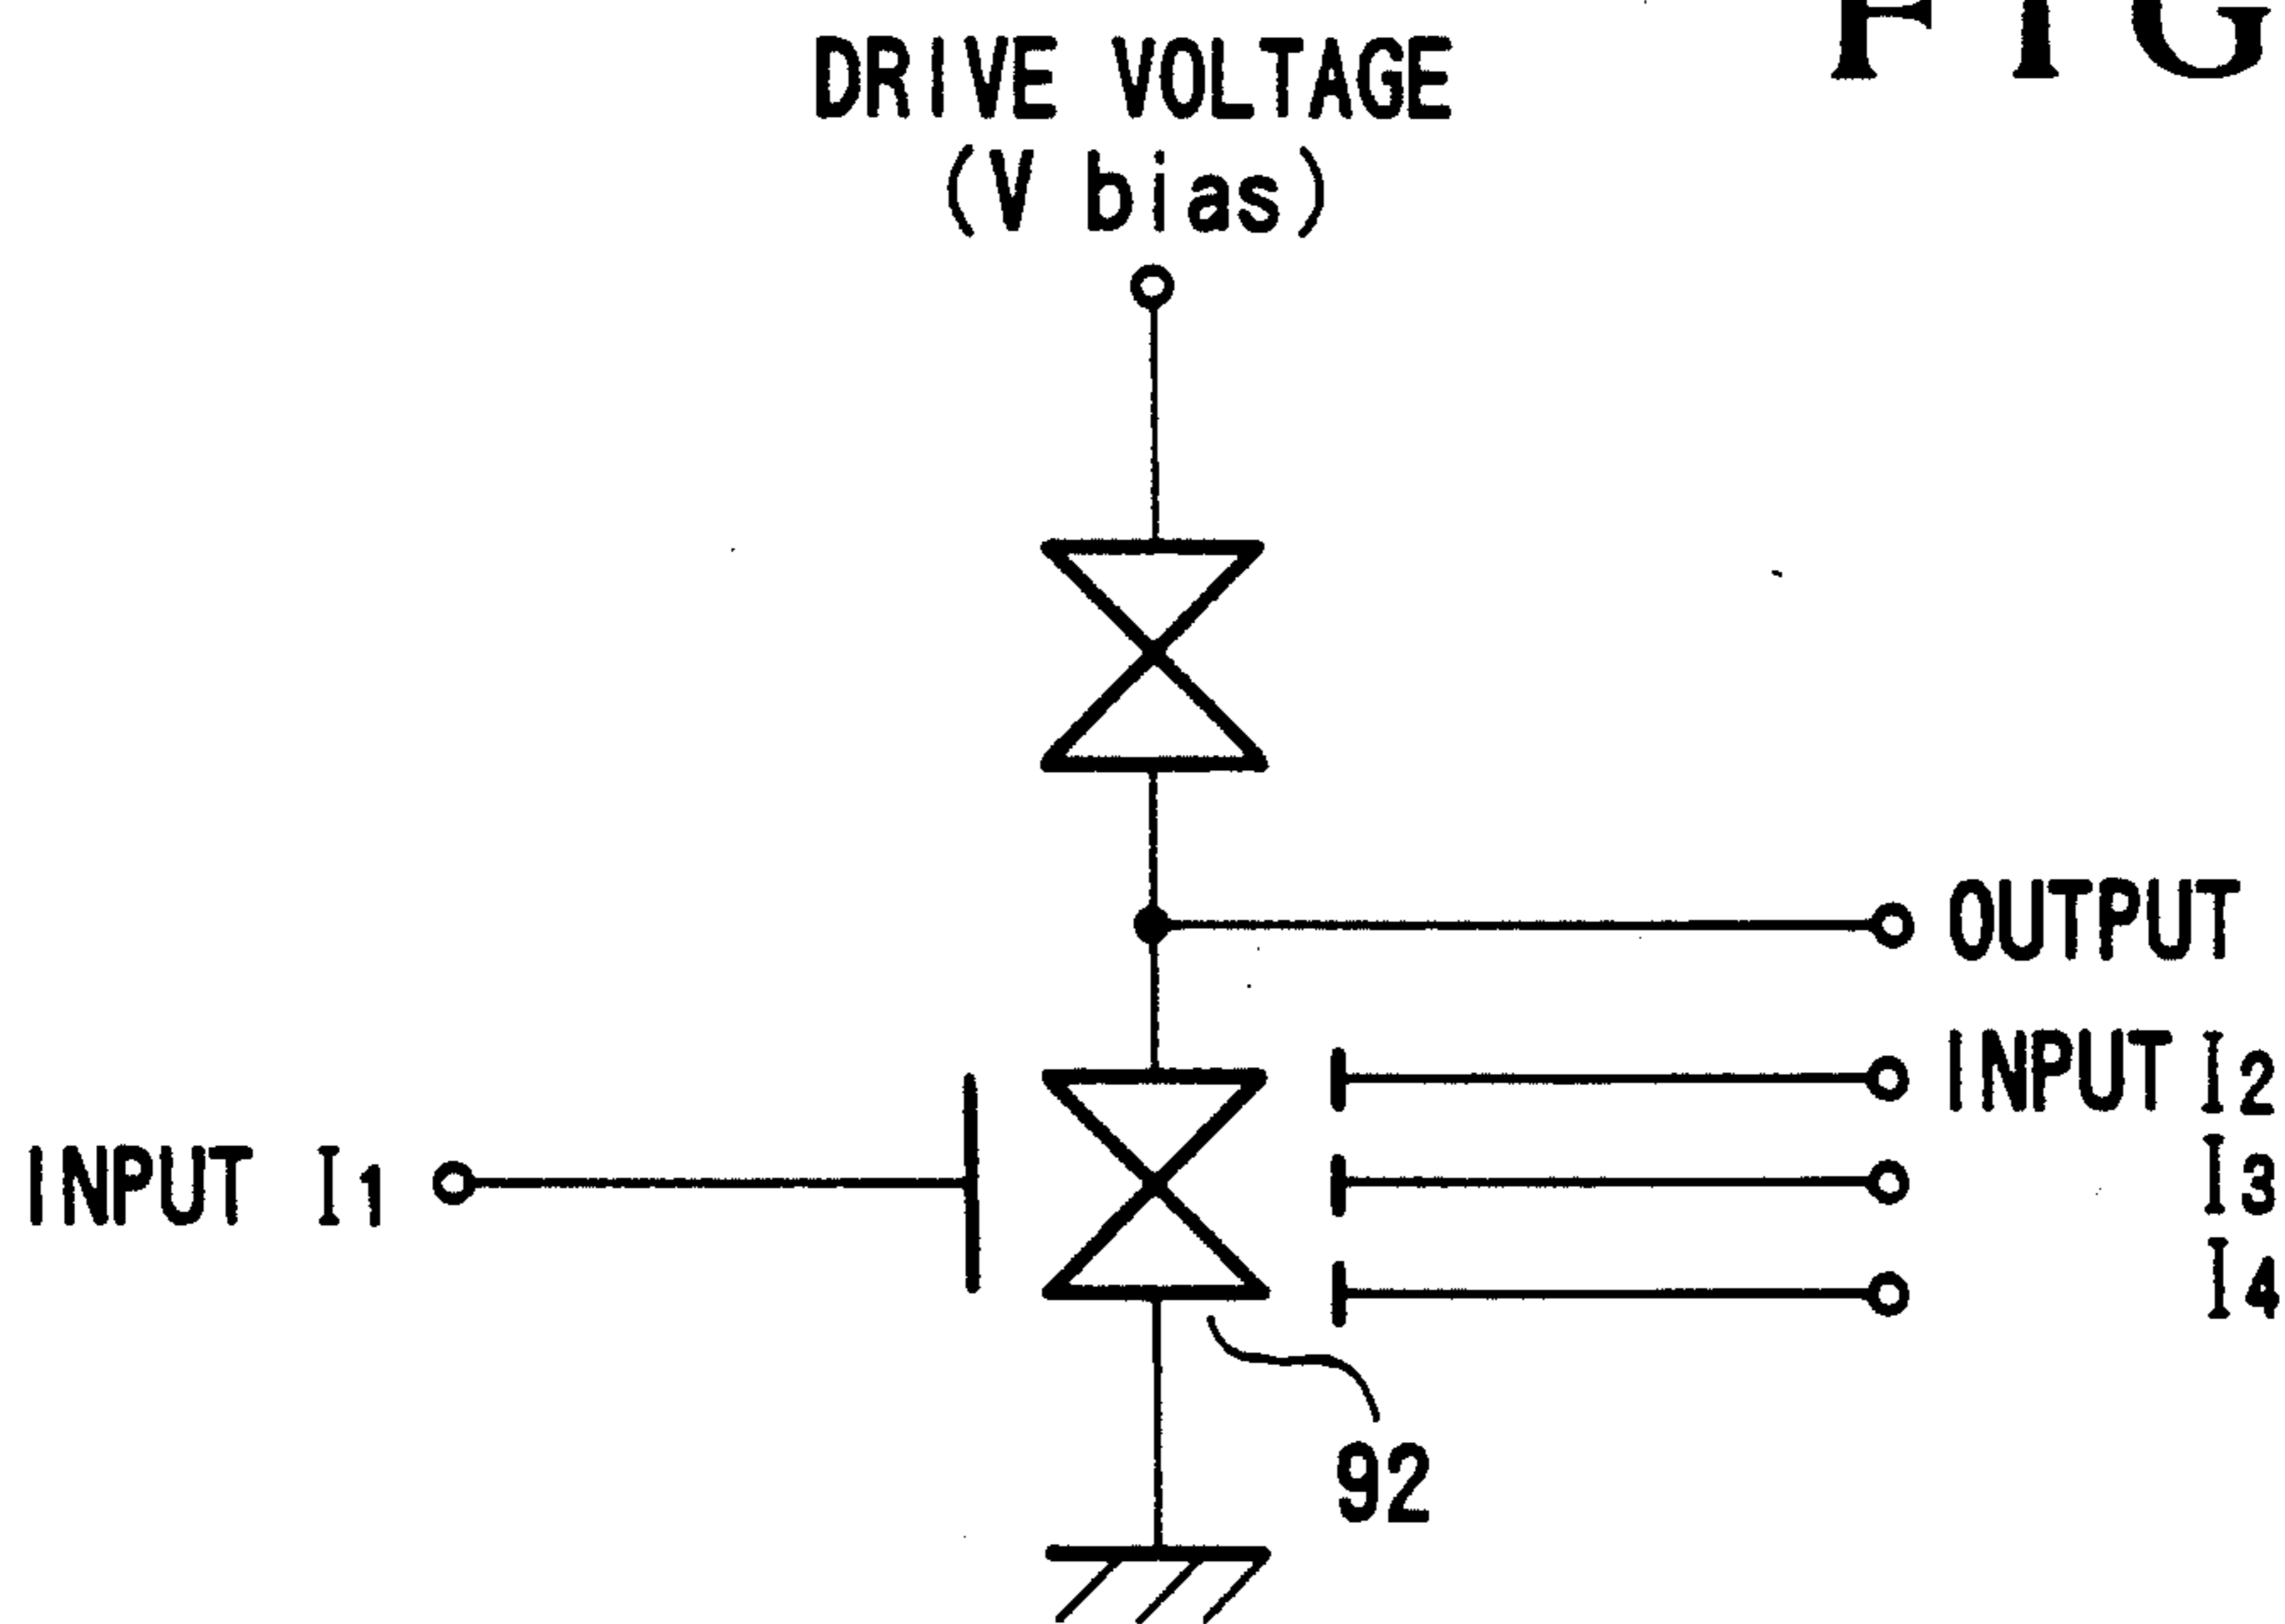 FIG
DRIVE VOLTAGE
(V bias)
OUTPUT
INPUT I2
INPUT I1
I3
I4
92